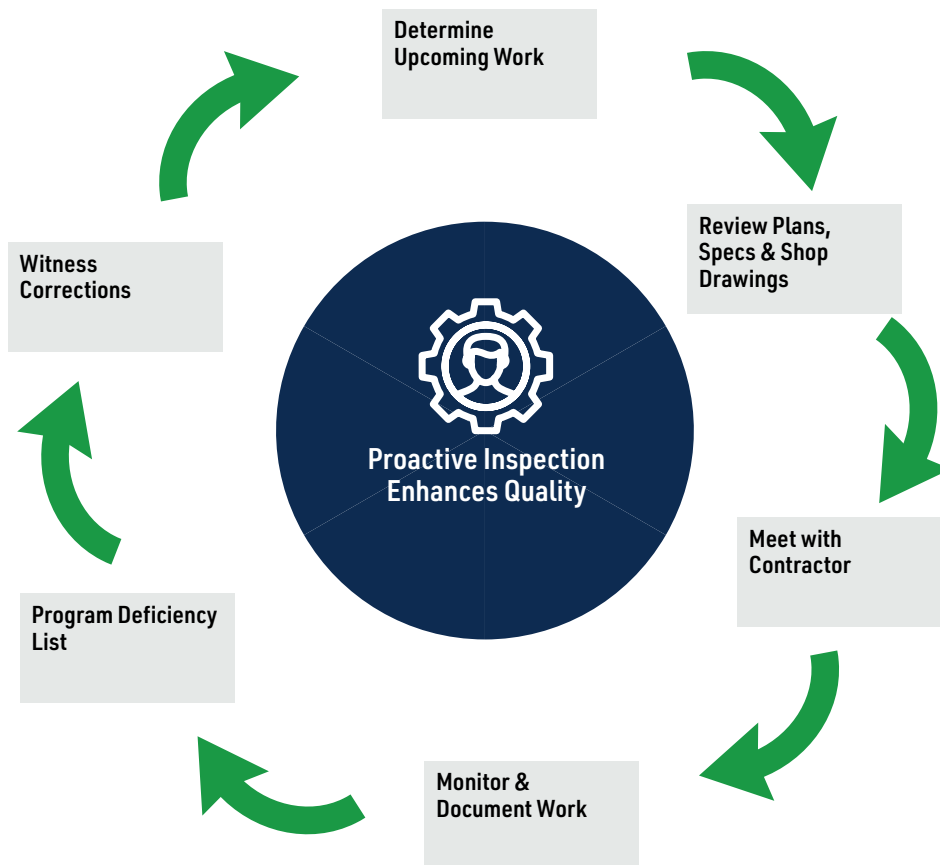 Determine
Upcoming Work
Review Plans,
Specs & Shop
Drawings
Meet with
Contractor
Monitor &
Document Work
Program Deficiency
List
Witness
Corrections
Proactive Inspection
Enhances Quality